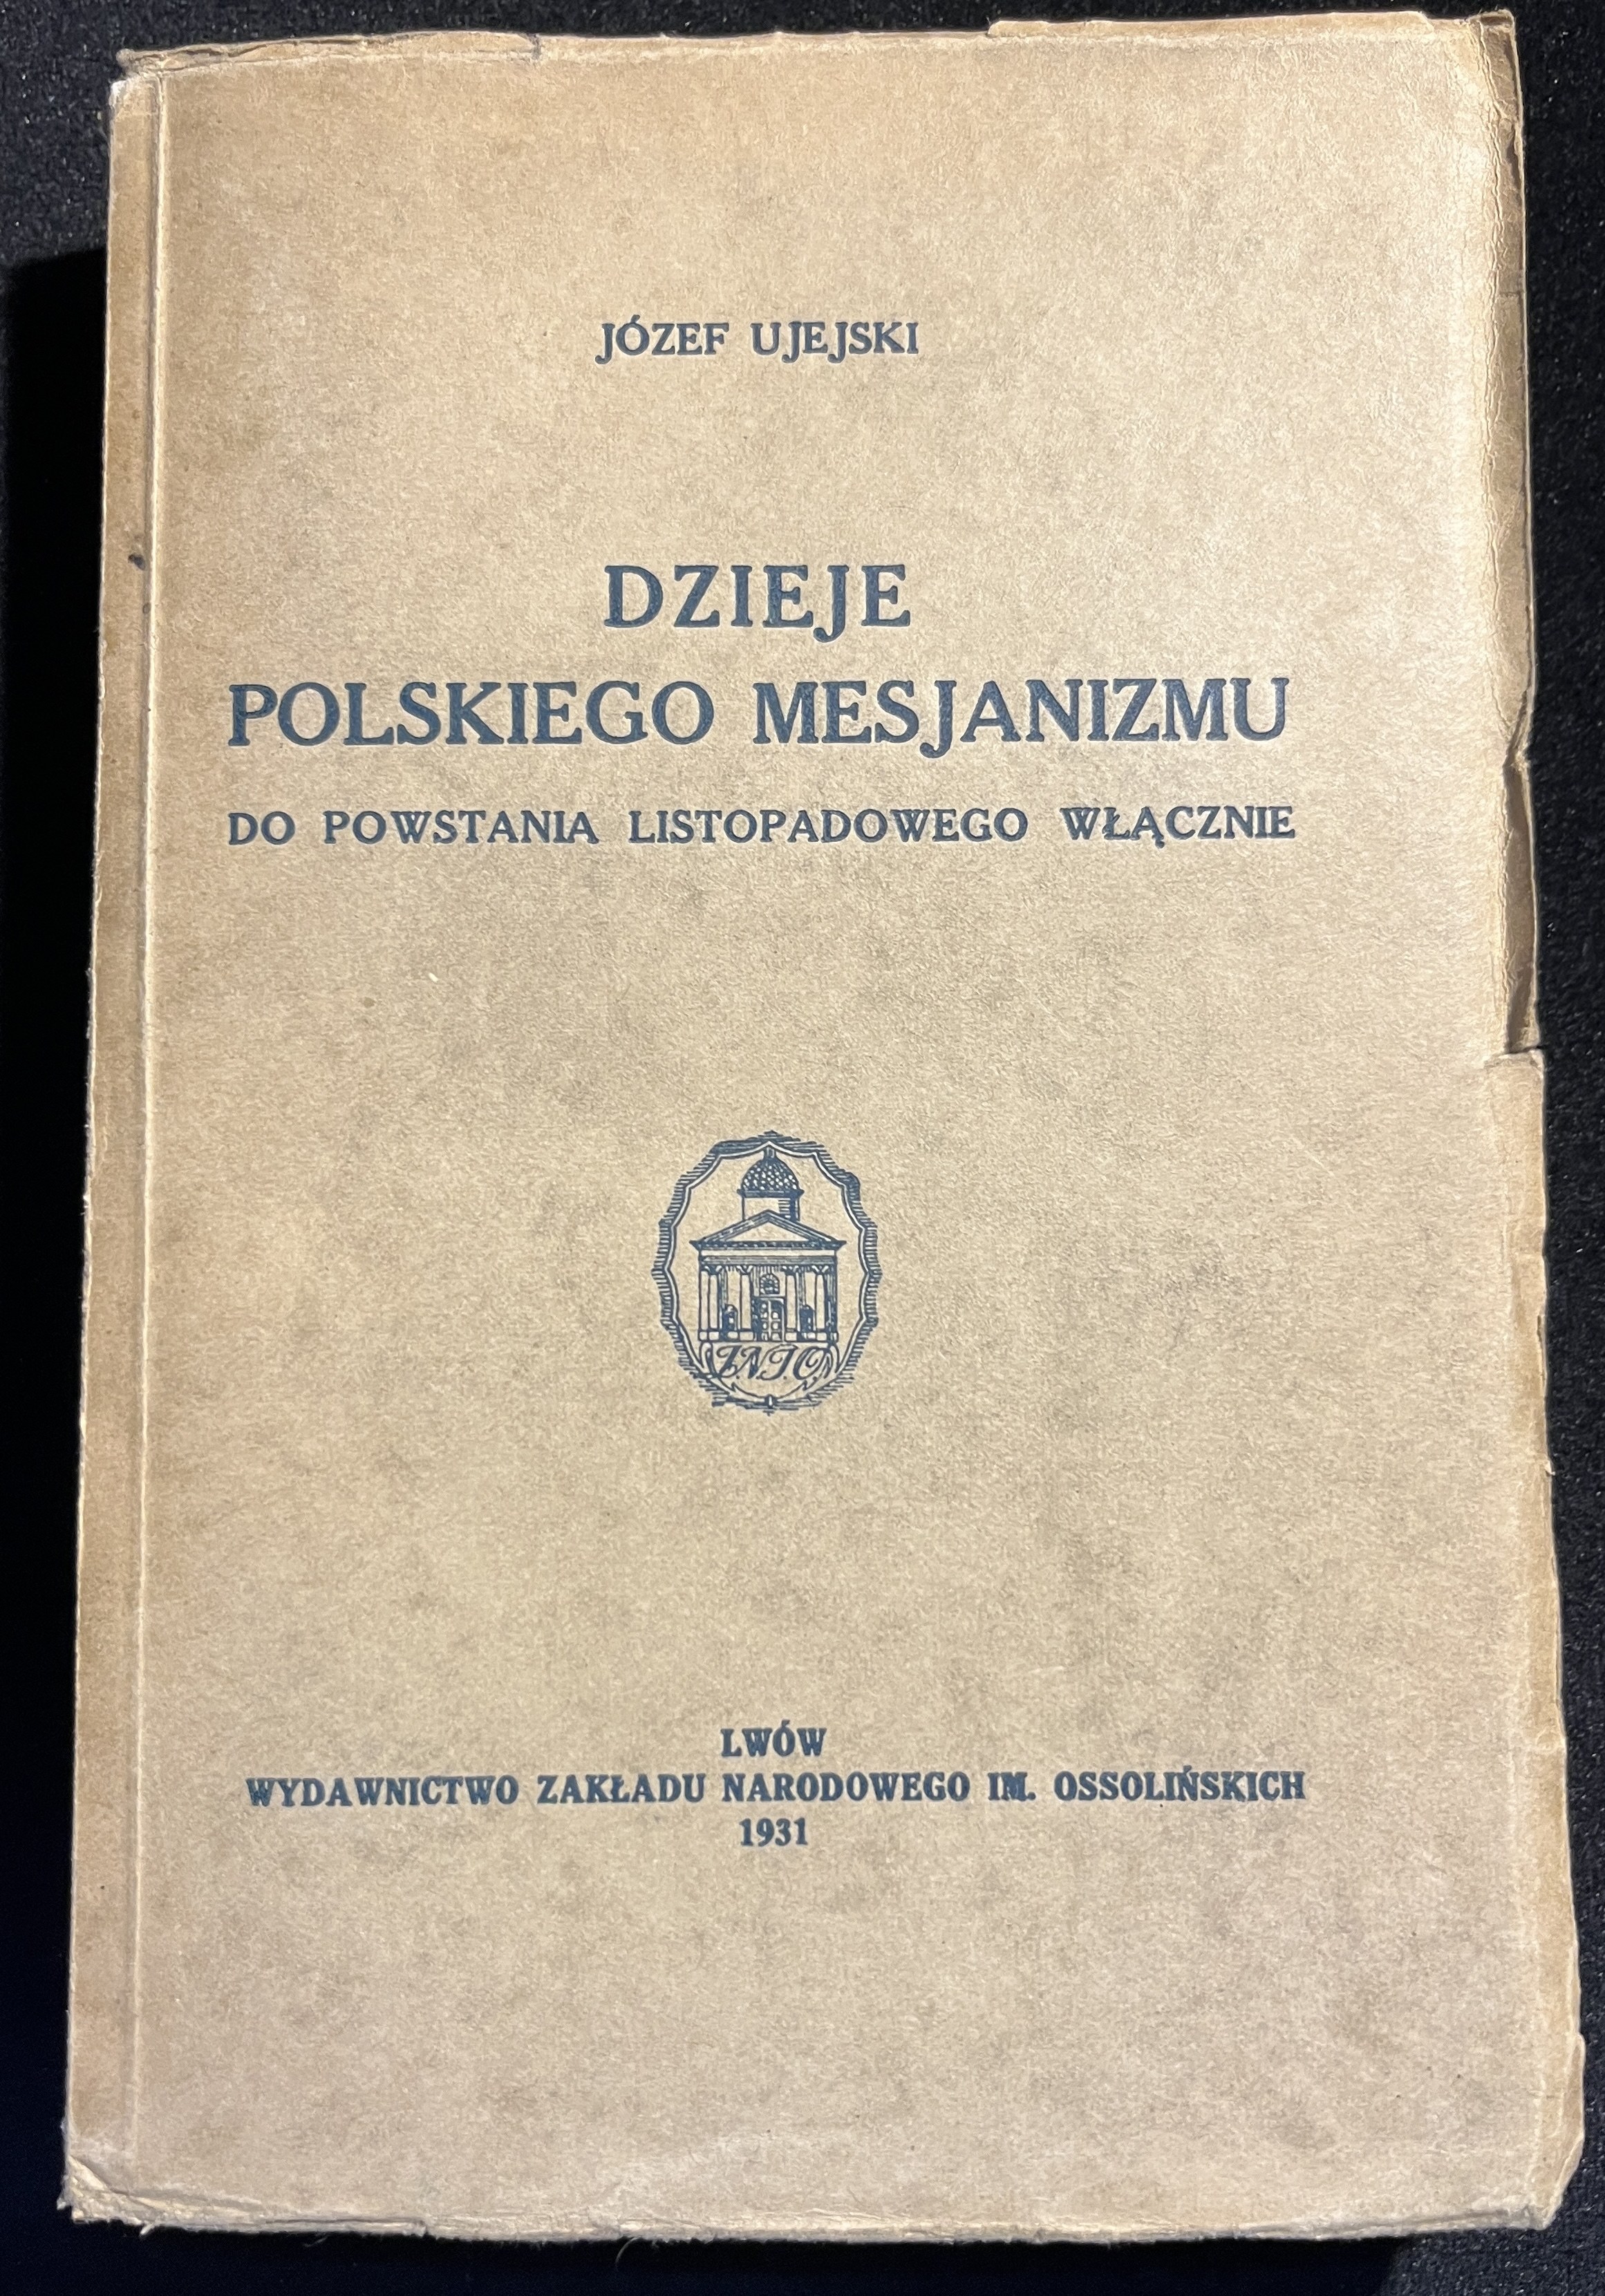 JÓZEF UJEJSKI
DZIEJE
POLSKIEGO MESJANIZMU
DO POWSTANIA LISTOPADOWEGO WŁĄCZNIE
Z.N.I.O.
LWÓW
WYDAWNICTWO ZAKŁADU NARODOWEGO IM. OSSOLIŃSKICH
1931